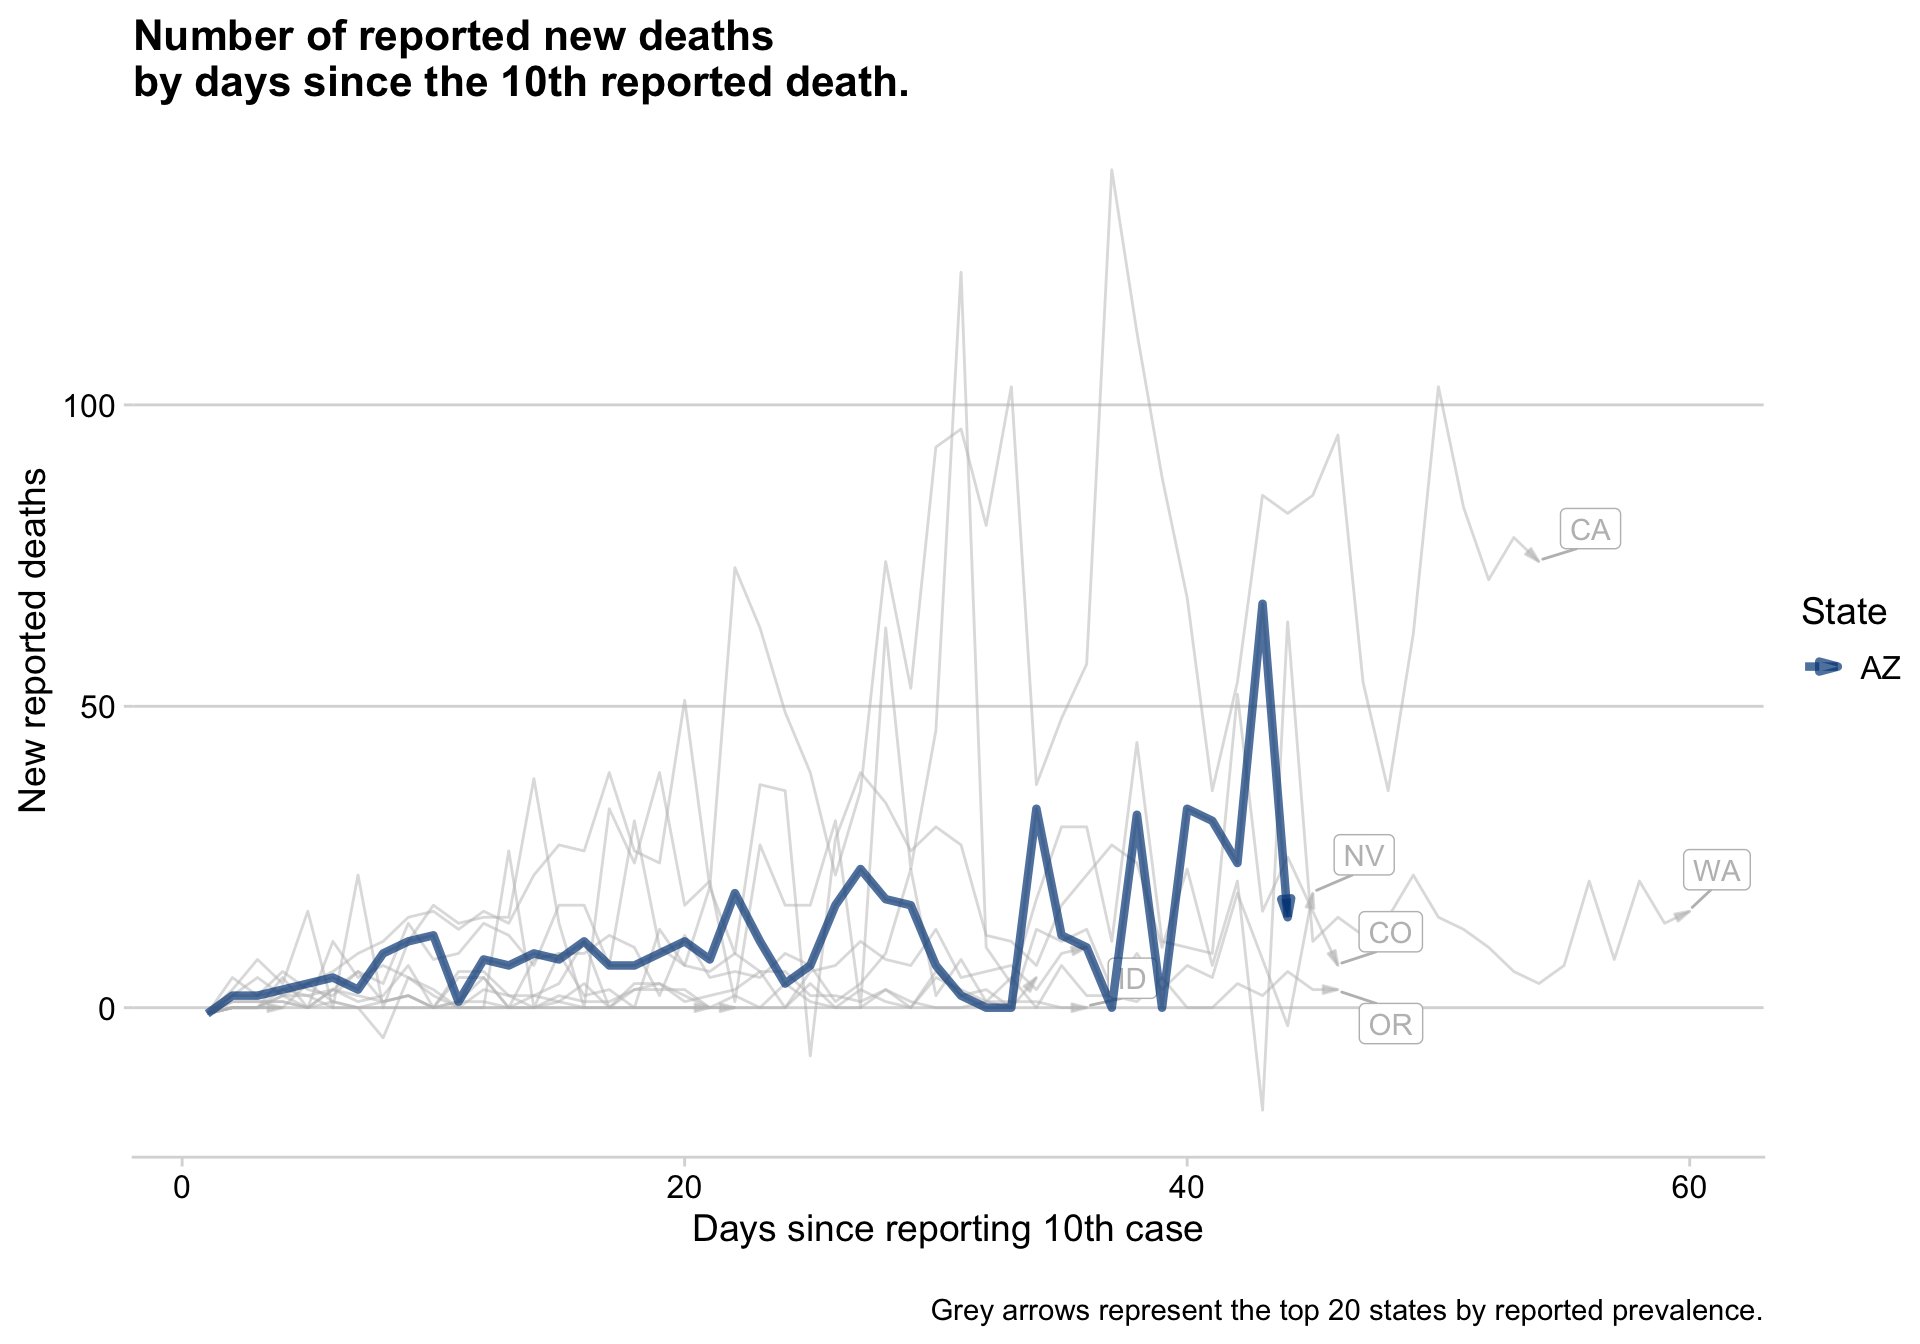 Number of reported new deaths
by days since the 10th reported death.
New reported deaths
100
50
0
CA
NV
WA
CO
ID
OR
State
AZ
0 20 40 60
Days since reporting 10th case
Grey arrows represent the top 20 states by reported prevalence.